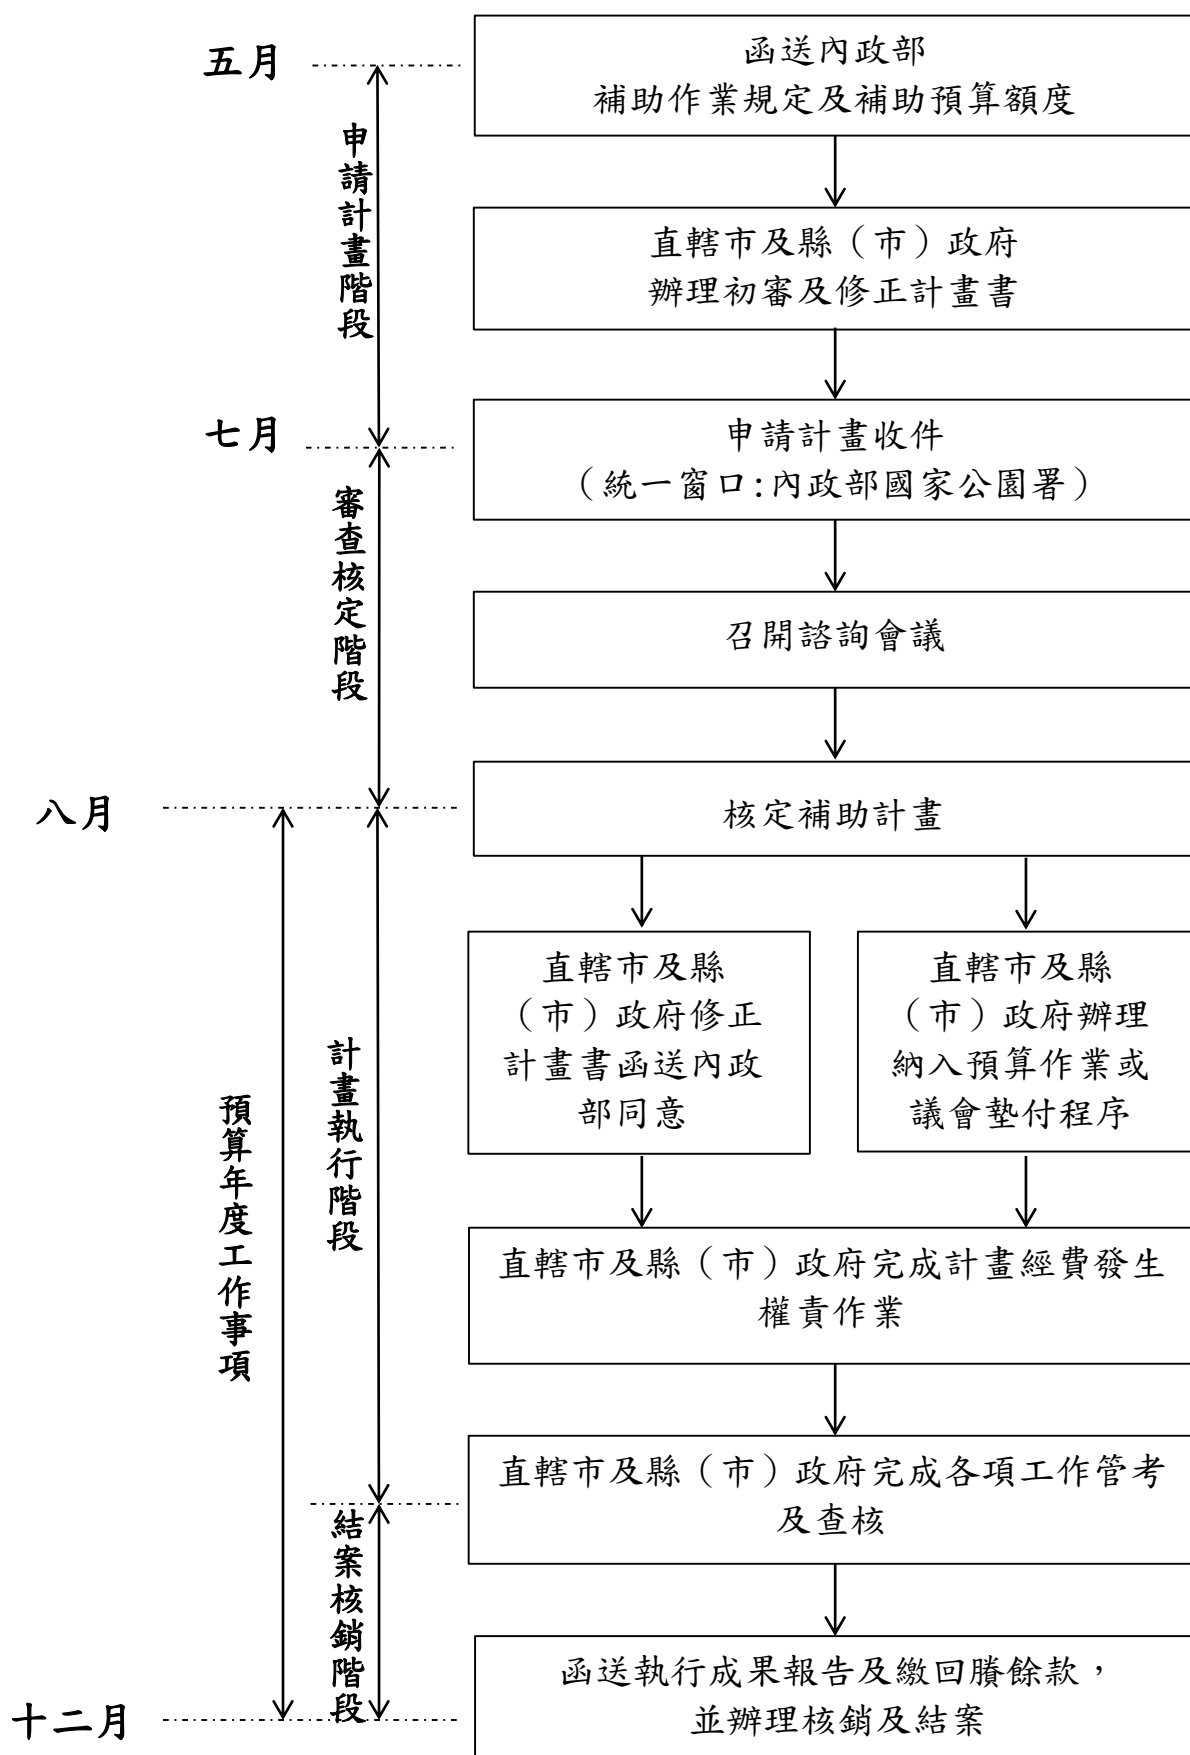 五月
函送內政部
補助作業規定及補助預算額度
申請計畫階段
直轄市及縣（市）政府
辦理初審及修正計畫書
七月
申請計畫收件
（統一窗口:內政部國家公園署）
審查核定階段
召開諮詢會議
八月
核定補助計畫
直轄市及縣
（市）政府修正
計畫書函送內政
部同意
直轄市及縣
（市）政府辦理
納入預算作業或
議會墊付程序
預算年度工作事項
計畫執行階段
直轄市及縣（市）政府完成計畫經費發生
權責作業
直轄市及縣（市）政府完成各項工作管考
及查核
結案核銷階段
十二月
函送執行成果報告及繳回賸餘款，
並辦理核銷及結案